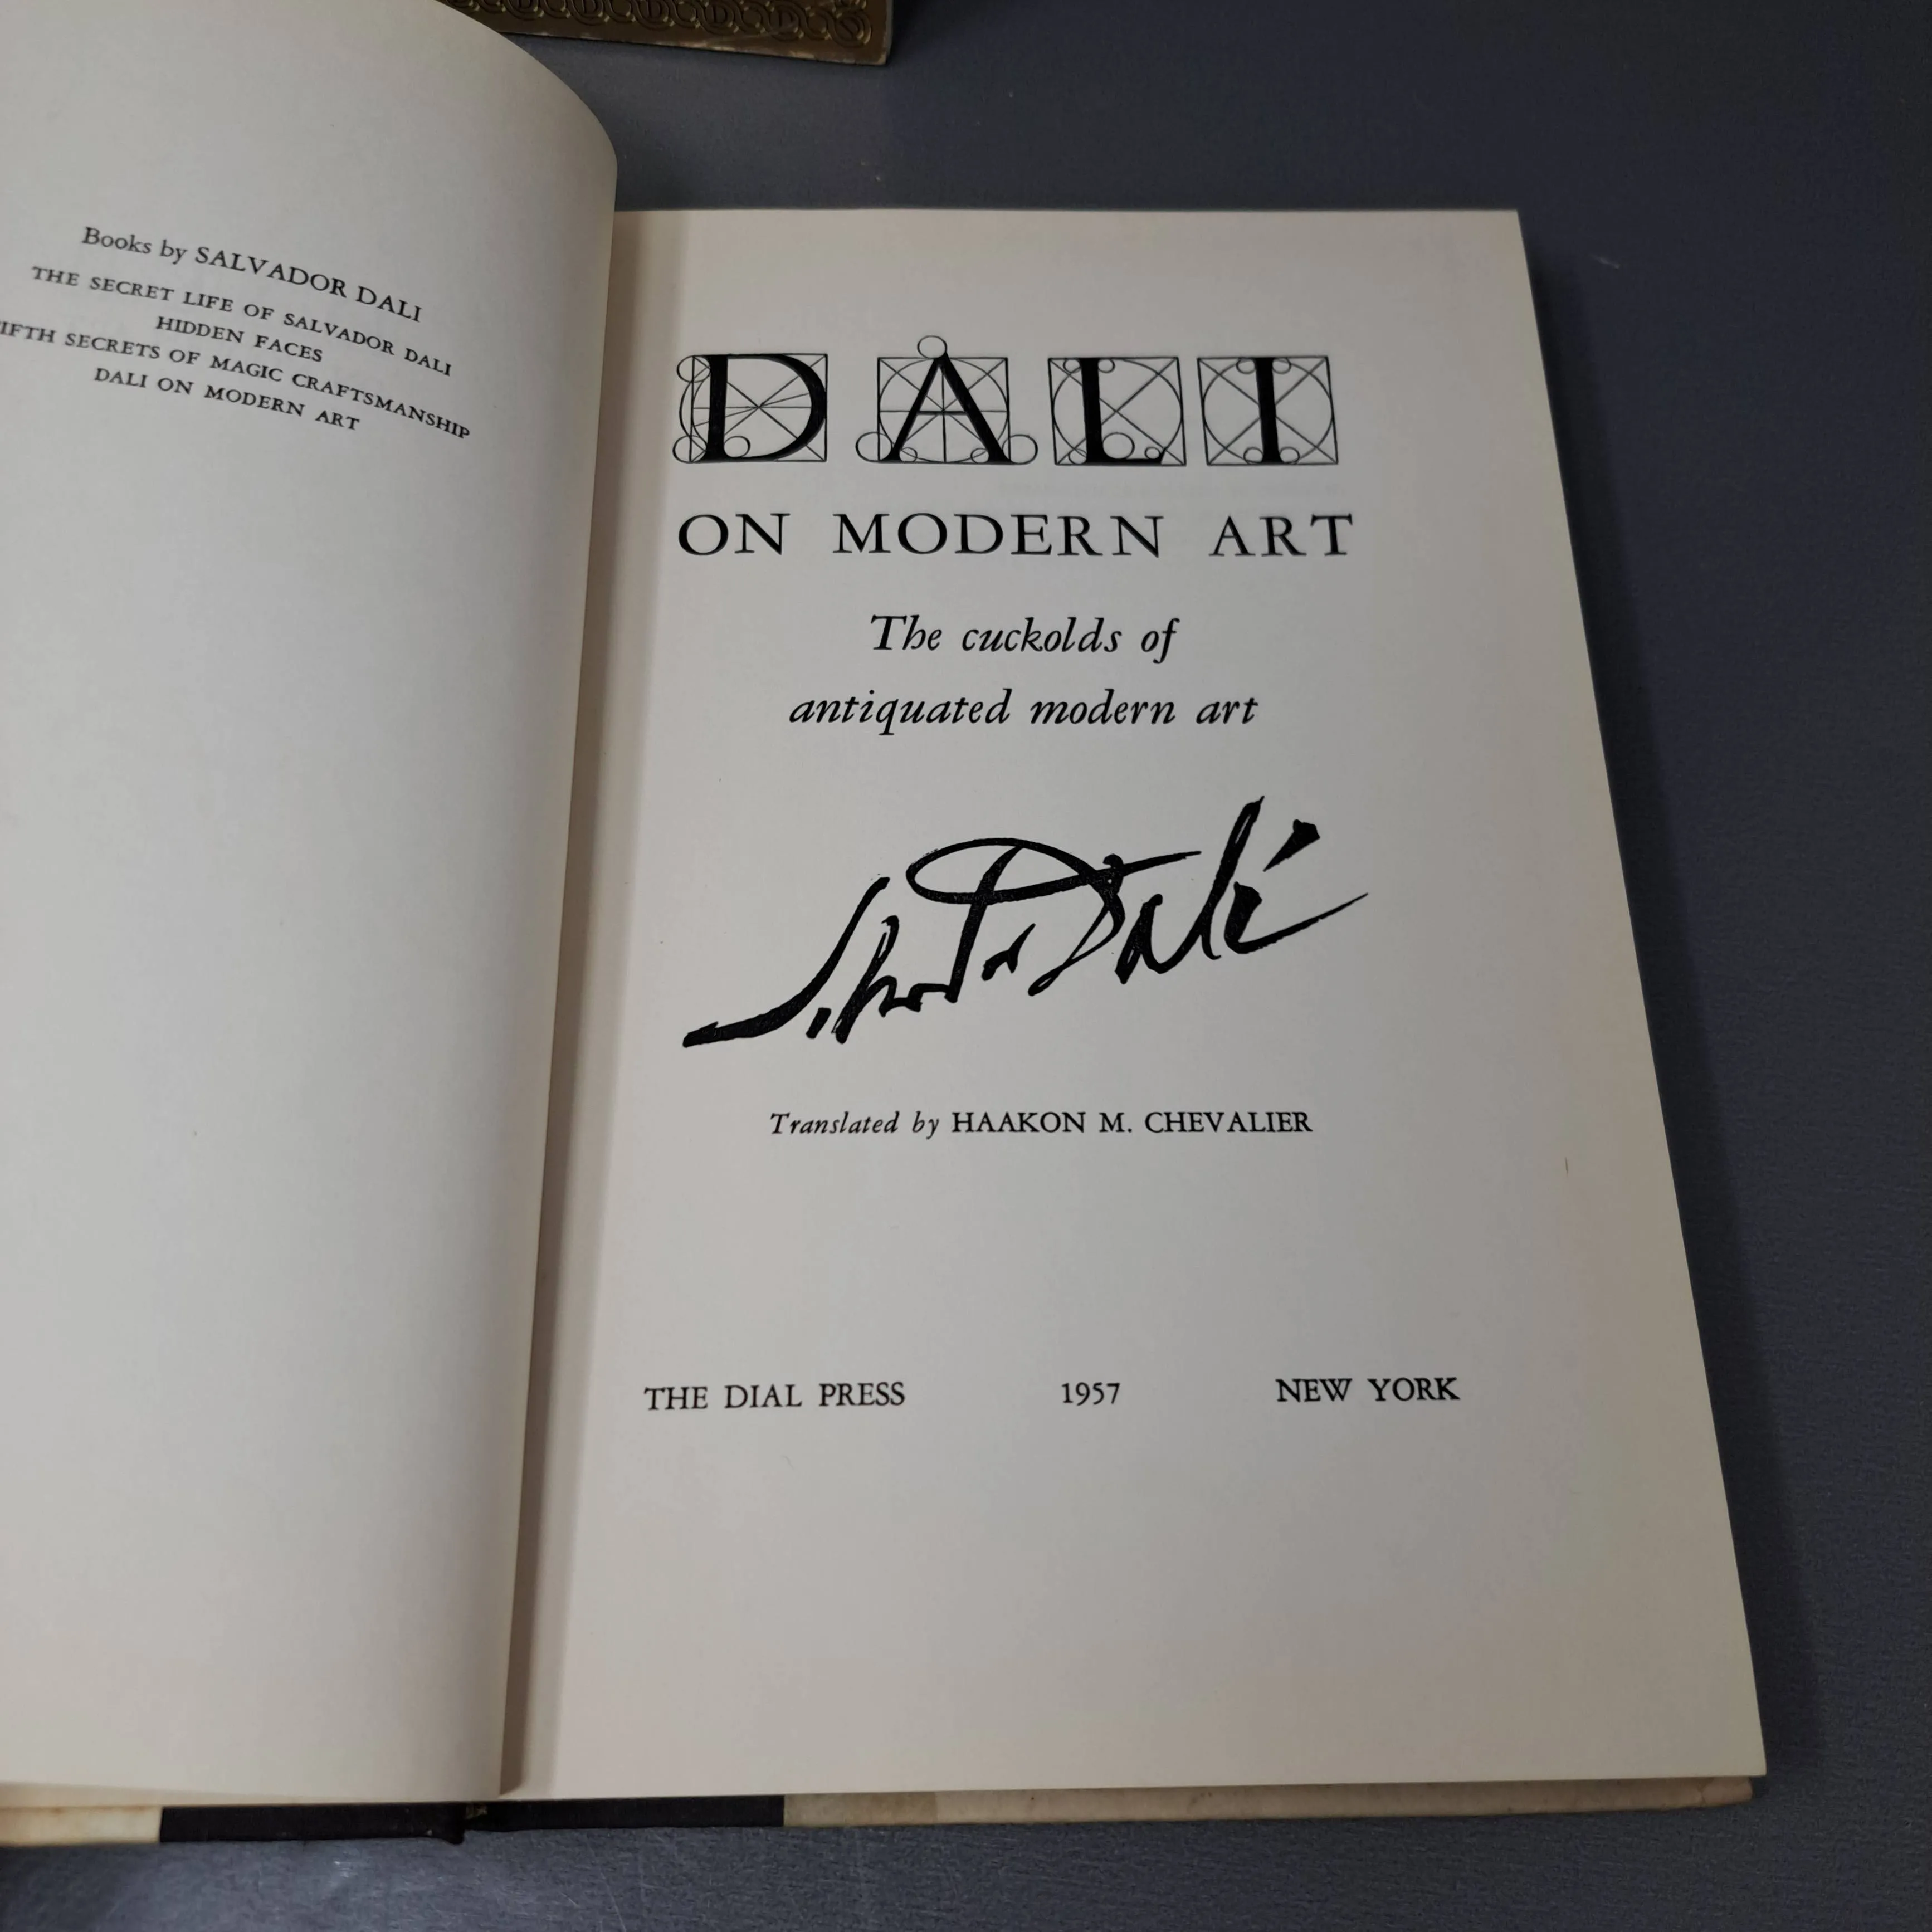 Books by SALVADOR DALI
THE SECRET LIFE OF SALVADOR DALI
HIDDEN FACES
SECRETS OF MAGIC CRAFTSMANSHIP
DALI ON MODERN ART
DALI
ON MODERN ART
The cuckolds of
antiquated modern art
Dalí
Translated by HAAKON M. CHEVALIER
THE DIAL PRESS 1957 NEW YORK